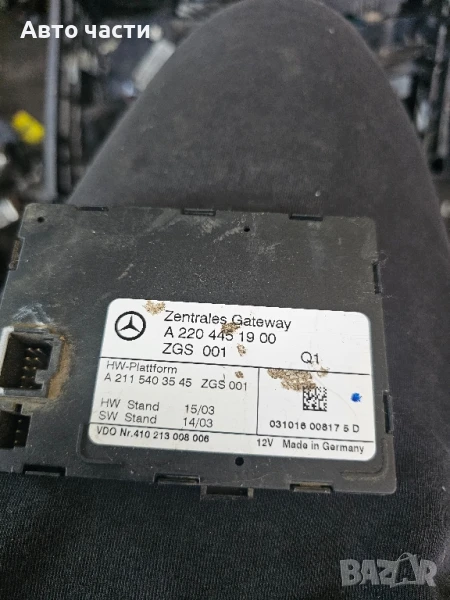 Авто части
Zentrales Gateway
A 220 445 19 00
ZGS 001
Q1
HW-Plattform
A 211 540 35 45 ZGS 001
HW Stand 15/03
SW Stand 14/03
031016 00817 5 D
VDO Nr.410 213 008 006
12V Made in Germany
BAZAR